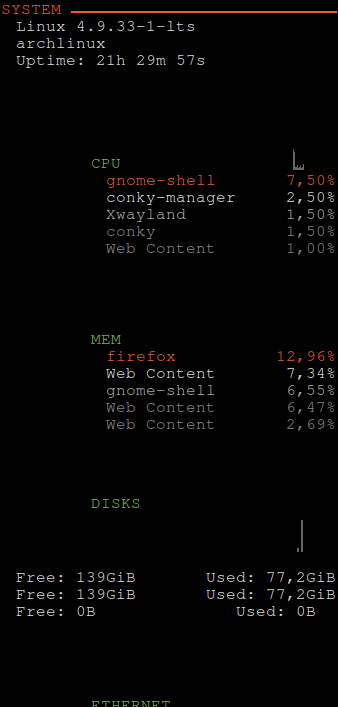 SYSTEM
Linux 4.9.33-1-lts
archlinux
Uptime: 21h 29m 57s
CPU
gnome-shell 7,50%
conky-manager 2,50%
Xwayland 1,50%
conky 1,50%
Web Content 1,00%
MEM
firefox 12,96%
Web Content 7,34%
gnome-shell 6,55%
Web Content 6,47%
Web Content 2,69%
DISKS
Free: 139GiB Used: 77,2GiB
Free: 139GiB Used: 77,2GiB
Free: 0B Used: 0B
ETHERNET